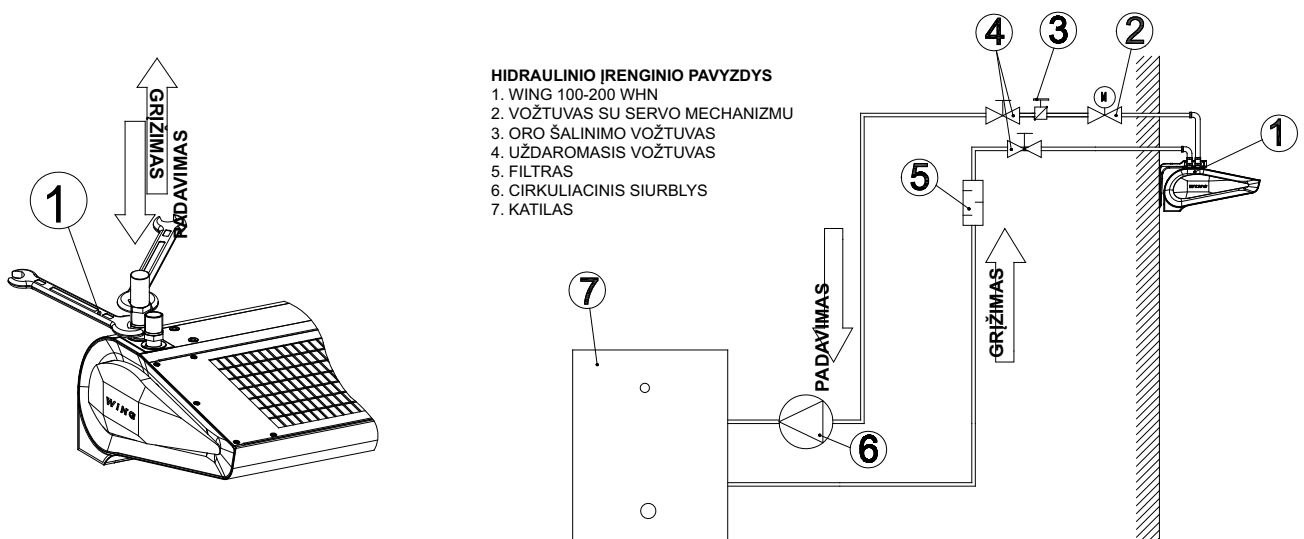 GRĮŽIMAS
PADAVIMAS
1
WING
HIDRAULINIO ĮRENGINIO PAVYZDYS
1. WING 100-200 WHN
2. VOŽTUVAS SU SERVO MECHANIZMU
3. ORO ŠALINIMO VOŽTUVAS
4. UŽDAROMASIS VOŽTUVAS
5. FILTRAS
6. CIRKULIACINIS SIURBLYS
7. KATILAS
4
3
2
M
1
WING
5
7
PADAVIMAS
GRĮŽIMAS
6